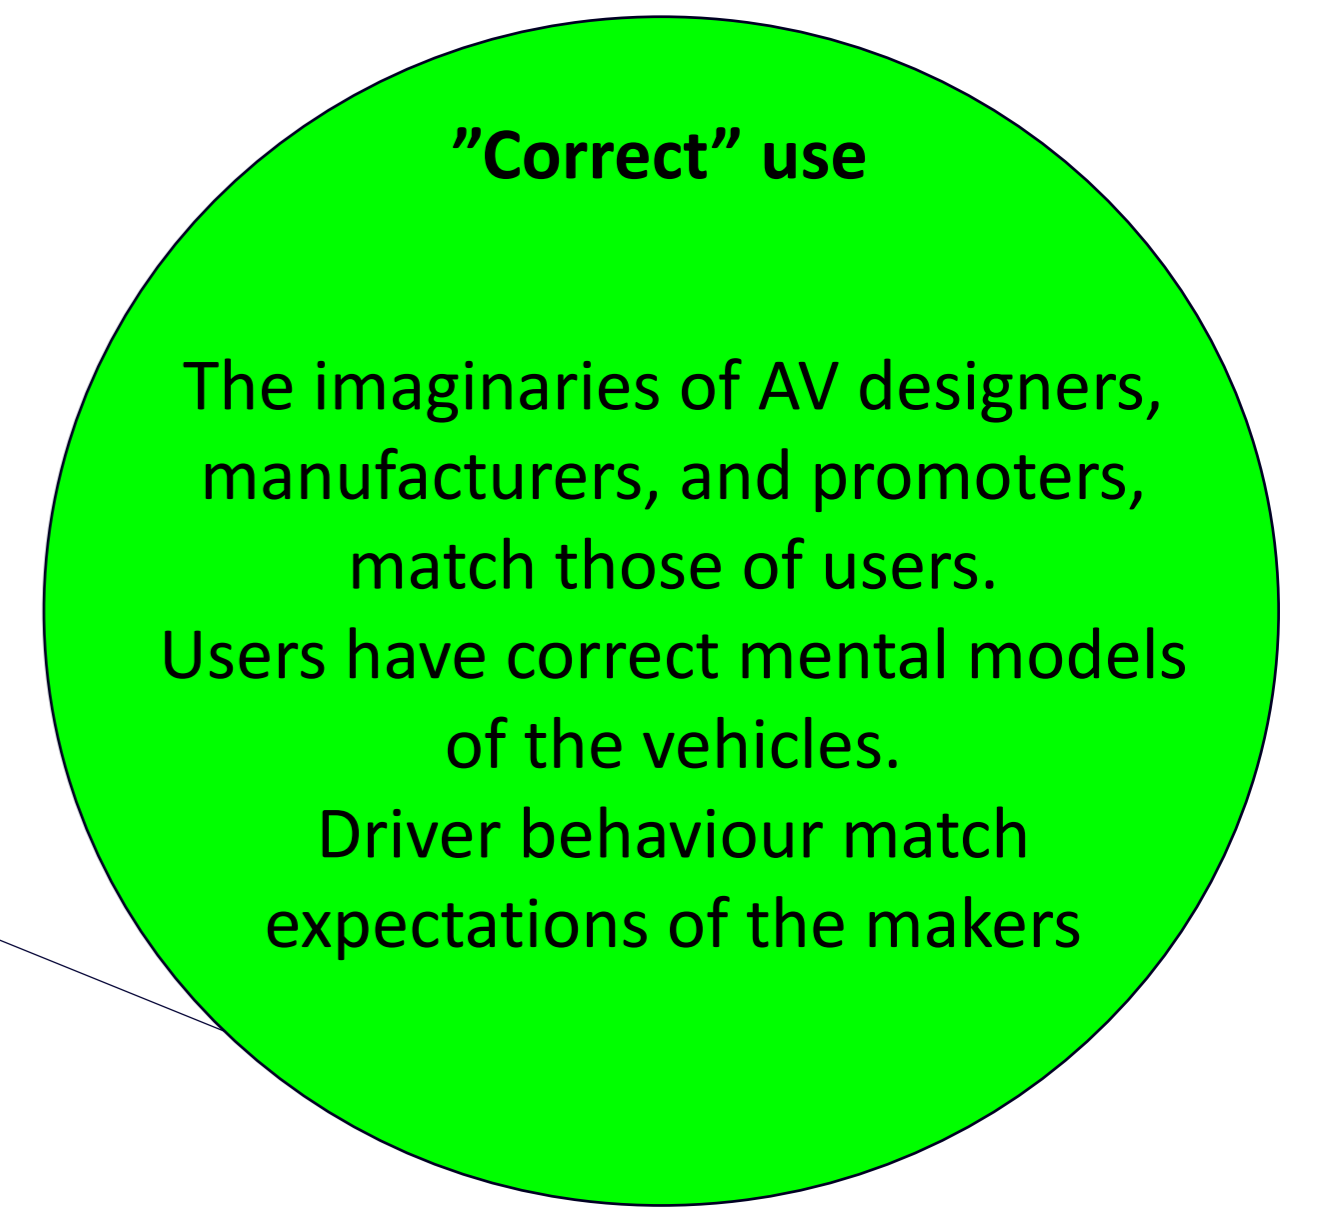 ”Correct” use
The imaginaries of AV designers,
manufacturers, and promoters,
match those of users.
Users have correct mental models
of the vehicles.
Driver behaviour match
expectations of the makers